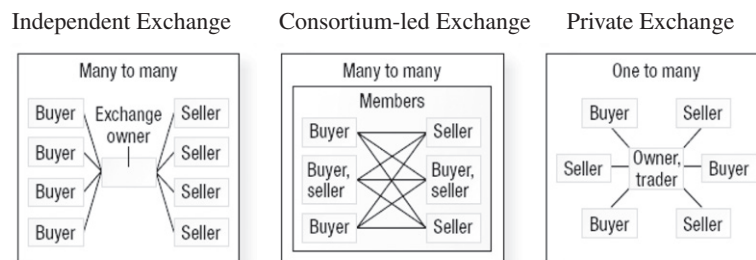 Independent Exchange
Many to many
Buyer
Exchange
owner
Seller
Buyer
Seller
Buyer
Seller
Buyer
Seller
Consortium-led Exchange
Many to many
Members
Buyer
Seller
Buyer,
seller
Buyer,
seller
Buyer
Seller
Private Exchange
One to many
Buyer
Seller
Seller
Owner,
trader
Buyer
Buyer
Seller